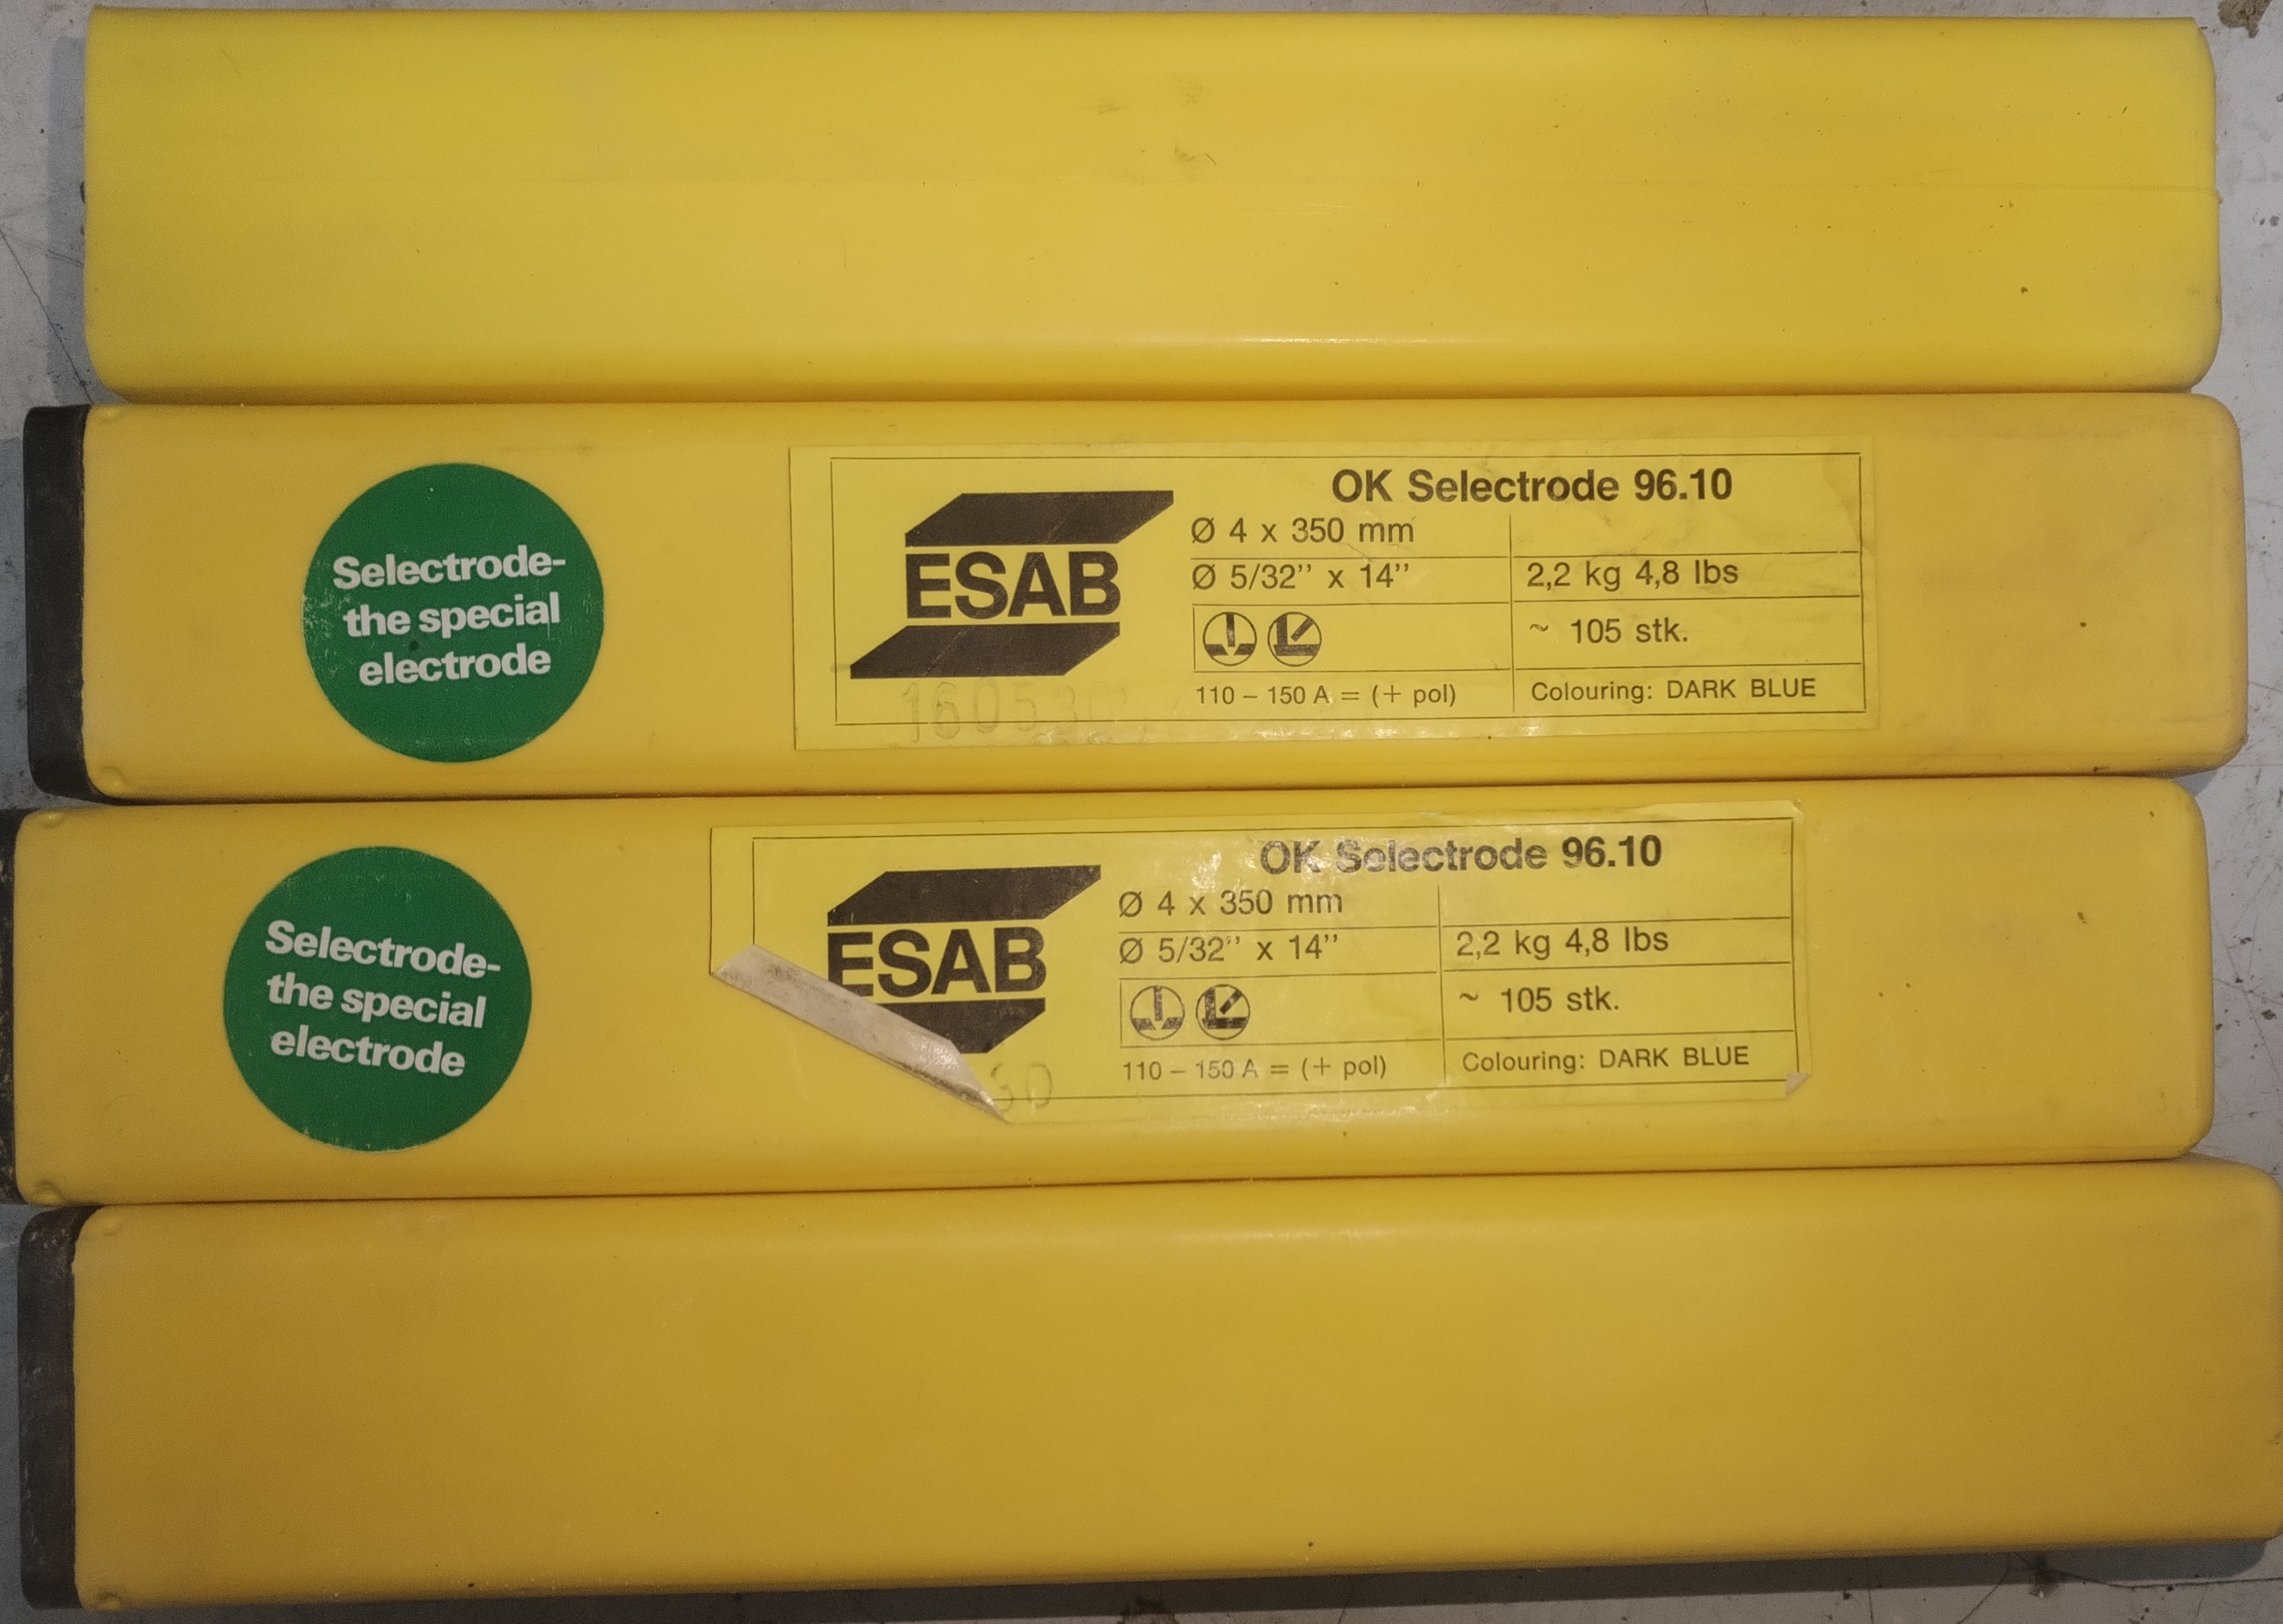 Selectrode-
the special
electrode
ESAB
OK Selectrode 96.10
Ø 4 x 350 mm
Ø 5/32’’ x 14’’
2,2 kg 4,8 lbs
~ 105 stk.
110 – 150 A = (+ pol)
Colouring: DARK BLUE
Selectrode-
the special
electrode
ESAB
OK Selectrode 96.10
Ø 4 x 350 mm
Ø 5/32’’ x 14’’
2,2 kg 4,8 lbs
~ 105 stk.
110 – 150 A = (+ pol)
Colouring: DARK BLUE